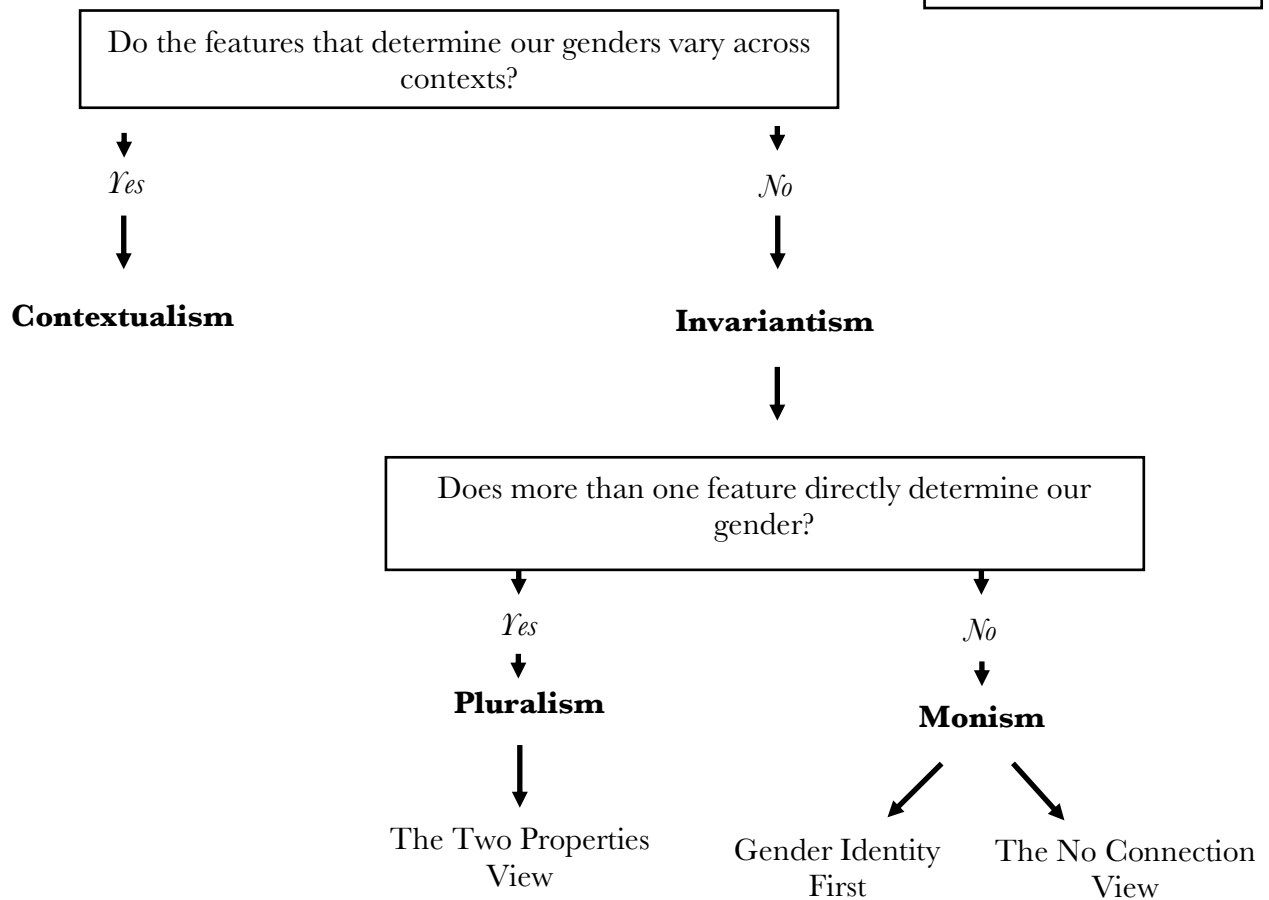 Do the features that determine our genders vary across
contexts?
Yes
No
Contextualism
Invariantism
Does more than one feature directly determine our
gender?
Yes
No
Pluralism
Monism
The Two Properties
View
Gender Identity
First
The No Connection
View